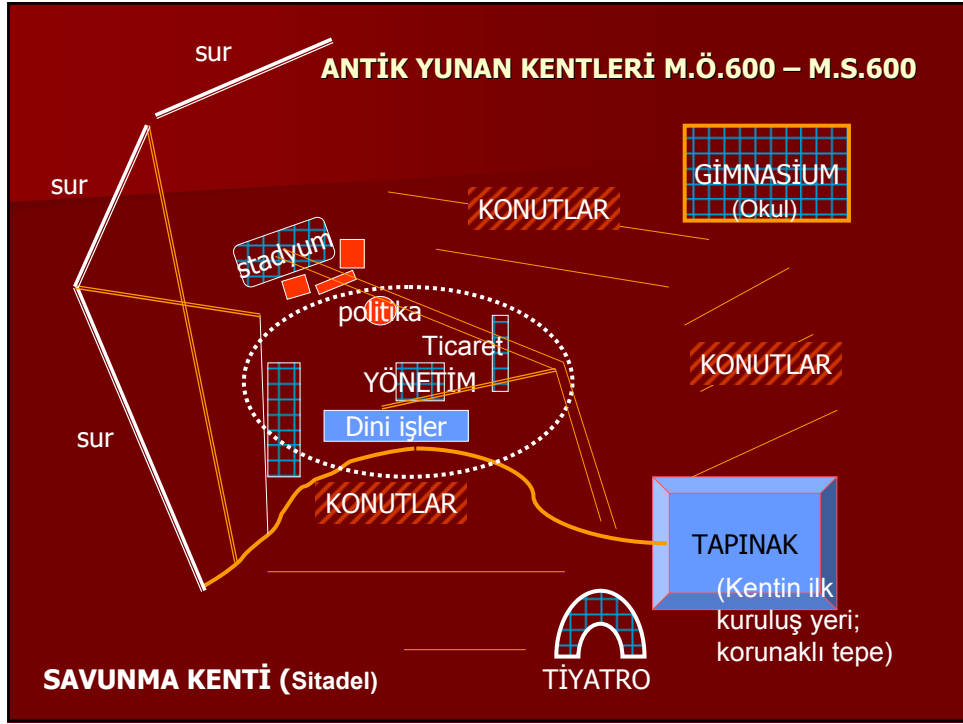 sur
ANTİK YUNAN KENTLERİ M.Ö.600 – M.S.600
sur
GİMNASİUM
(Okul)
KONUTLAR
stadyum
politika
Ticaret
YÖNETİM
KONUTLAR
sur
Dini işler
KONUTLAR
TAPINAK
(Kentin ilk
kuruluş yeri;
korunaklı tepe)
TİYATRO
SAVUNMA KENTİ (Sitadel)